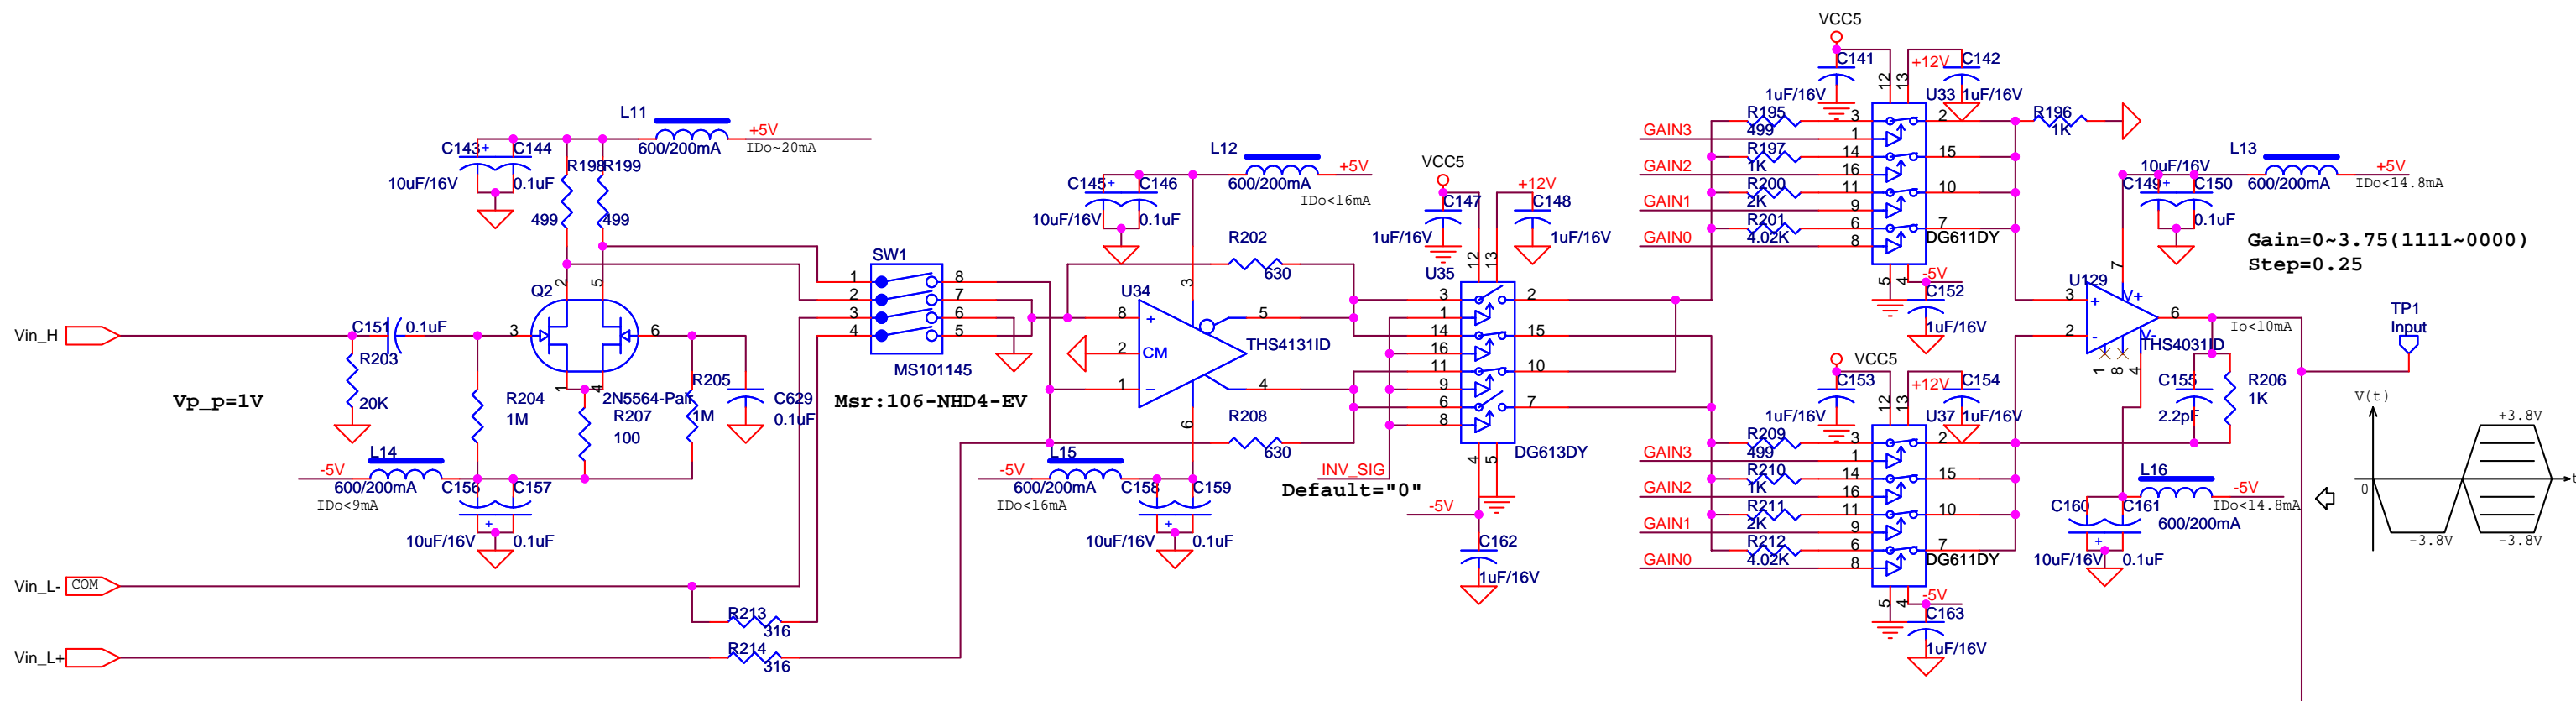 VCC5
C141
+12V
C142
12
13
1uF/16V
U33
1uF/16V
L11
+5V
600/200mA
IDo~20mA
C143
+
C144
10uF/16V
0.1uF
R198
R199
499
499
GAIN3
R195
499
3
1
2
R196
1K
GAIN2
R197
1K
14
16
15
GAIN1
R200
2K
11
9
10
GAIN0
R201
4.02K
6
8
7
DG611DY
5
4
-5V
C152
1uF/16V
L12
+5V
600/200mA
IDo<16mA
C145
+
C146
10uF/16V
0.1uF
VCC5
+12V
C147
C148
1uF/16V
1uF/16V
12
13
L13
+5V
10uF/16V
600/200mA
IDo<14.8mA
C149
+
C150
0.1uF
Gain=0~3.75(1111~0000)
Step=0.25
R202
630
SW1
1
2
3
4
8
7
6
5
MS101145
Msr:106-NHD4-EV
Q2
2
5
3
6
1
4
2N5564-Pair
Vin_H
C151
0.1uF
R203
20K
Vp_p=1V
R204
1M
R207
100
R205
1M
C629
0.1uF
U34
3
8
+
2
CM
1
–
5
4
6
THS4131ID
R208
630
U35
3
1
14
16
11
9
6
8
2
15
10
7
4
5
DG613DY
INV_SIG
Default="0"
-5V
C162
1uF/16V
U129
7
3
+
V+
2
-
V-
6
1
8
4
THS4031ID
Io<10mA
TP1
Input
C155
2.2pF
R206
1K
VCC5
C153
+12V
C154
1uF/16V
12
13
U37
1uF/16V
GAIN3
R209
499
3
1
2
GAIN2
R210
1K
14
16
15
GAIN1
R211
2K
11
9
10
GAIN0
R212
4.02K
6
8
7
DG611DY
5
4
-5V
C163
1uF/16V
L14
-5V
600/200mA
IDo<9mA
C156
C157
+
10uF/16V
0.1uF
L15
-5V
600/200mA
IDo<16mA
C158
C159
+
10uF/16V
0.1uF
L16
-5V
IDo<14.8mA
600/200mA
C160
C161
+
10uF/16V
0.1uF
V(t)
+3.8V
0
t
-3.8V
-3.8V
Vin_L-
COM
R213
316
Vin_L+
R214
316